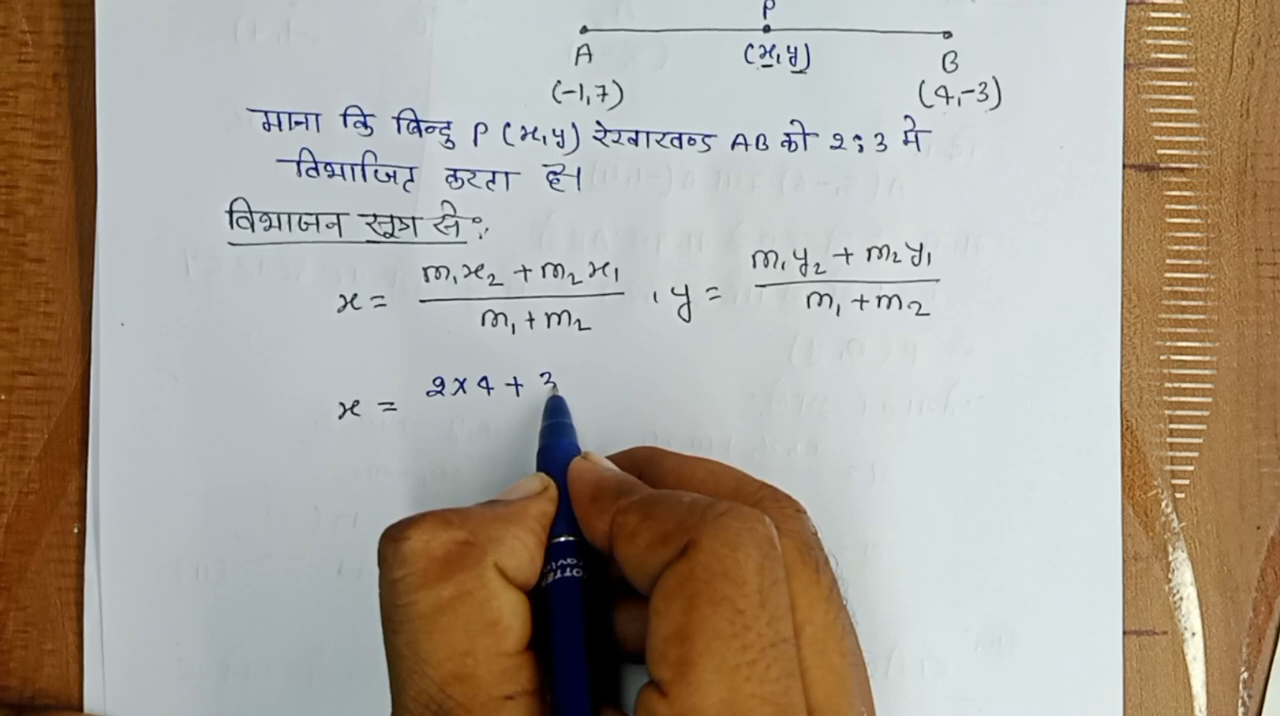 P
A (x,y) B
(-1,7) (4,-3)
माना कि बिन्दु P (x,y) रेखाखण्ड AB को 2:3 मे
विभाजित करता है।
विभाजन सूत्र से:
x = m₁x₂ + m₂x₁ / m₁ + m₂ , y = m₁y₂ + m₂y₁ / m₁ + m₂
x = 2×4 + 3